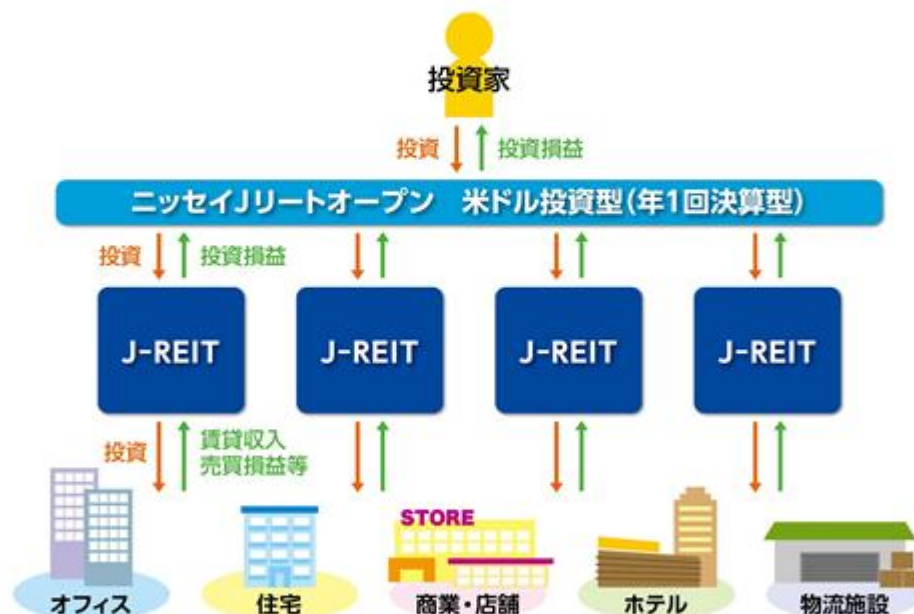 投資家
投資 投資損益
ニッセイJリートオープン 米ドル投資型(年1回決算型)
投資 投資損益
J-REIT J-REIT J-REIT J-REIT
投資 賃貸収入
売買損益等
STORE
オフィス 住宅 商業・店舗 ホテル 物流施設